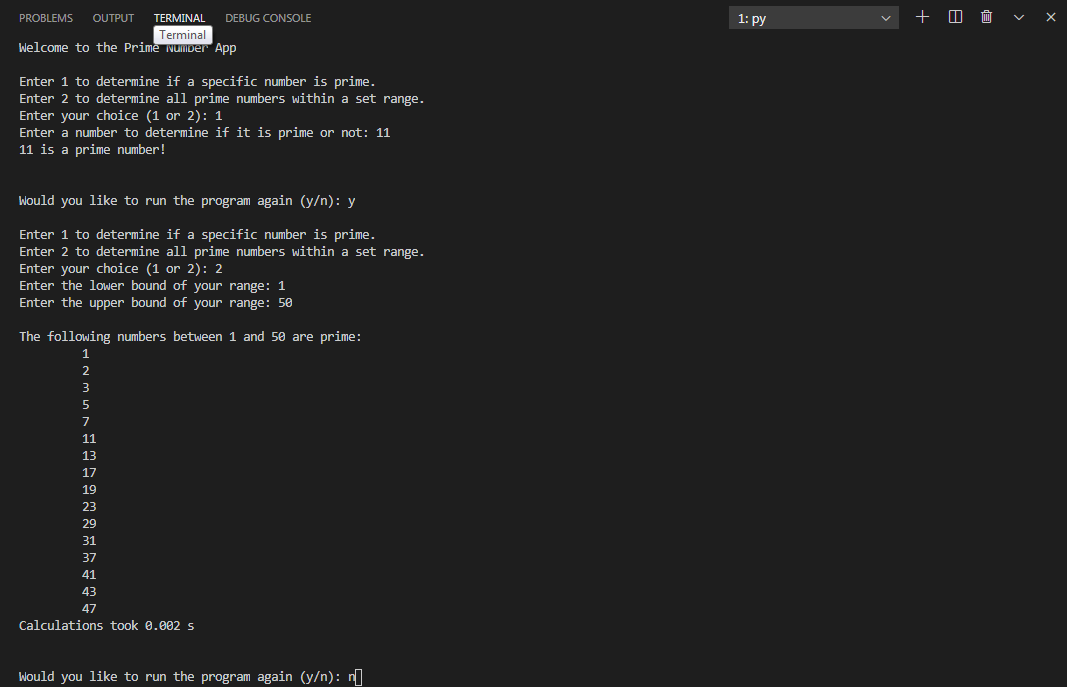 PROBLEMS OUTPUT TERMINAL DEBUG CONSOLE 1: py
Terminal
Welcome to the Prime Number App
Enter 1 to determine if a specific number is prime.
Enter 2 to determine all prime numbers within a set range.
Enter your choice (1 or 2): 1
Enter a number to determine if it is prime or not: 11
11 is a prime number!
Would you like to run the program again (y/n): y
Enter 1 to determine if a specific number is prime.
Enter 2 to determine all prime numbers within a set range.
Enter your choice (1 or 2): 2
Enter the lower bound of your range: 1
Enter the upper bound of your range: 50
The following numbers between 1 and 50 are prime:
1
2
3
5
7
11
13
17
19
23
29
31
37
41
43
47
Calculations took 0.002 s
Would you like to run the program again (y/n): n